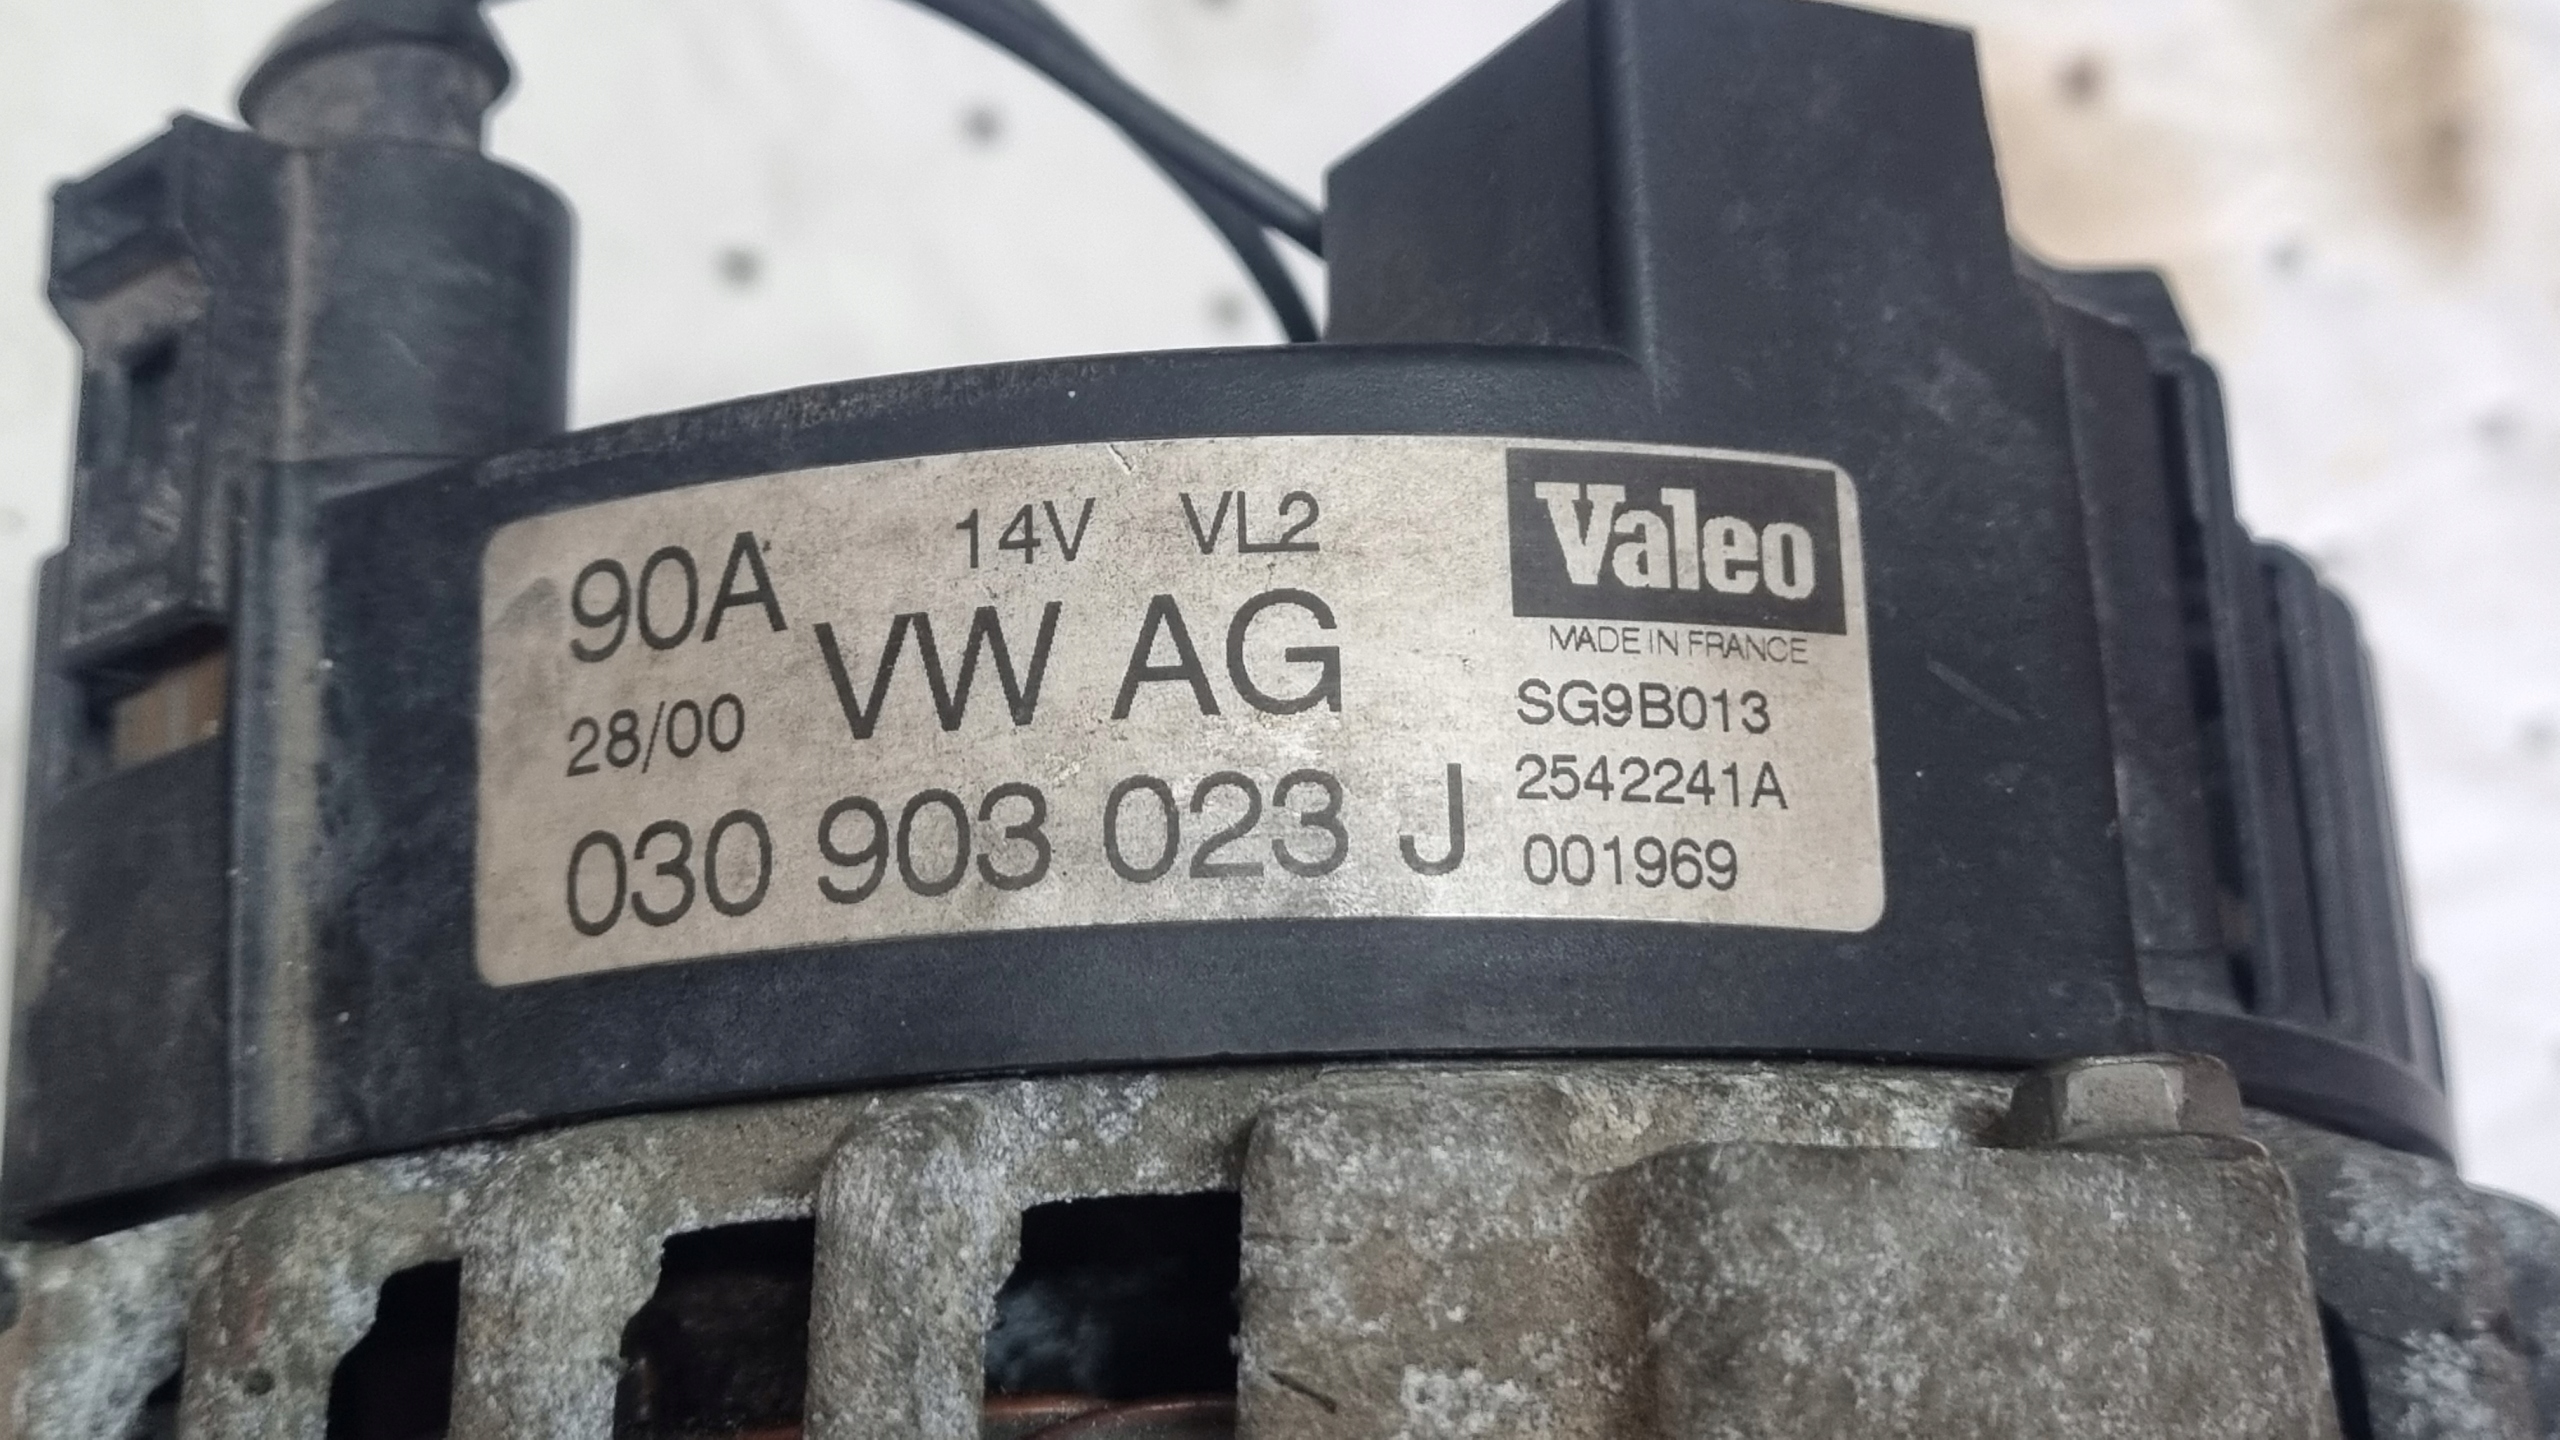 90A 14V VL2
VW AG
28/00
030 903 023 J
Valeo
MADE IN FRANCE
SG9B013
2542241A
001969